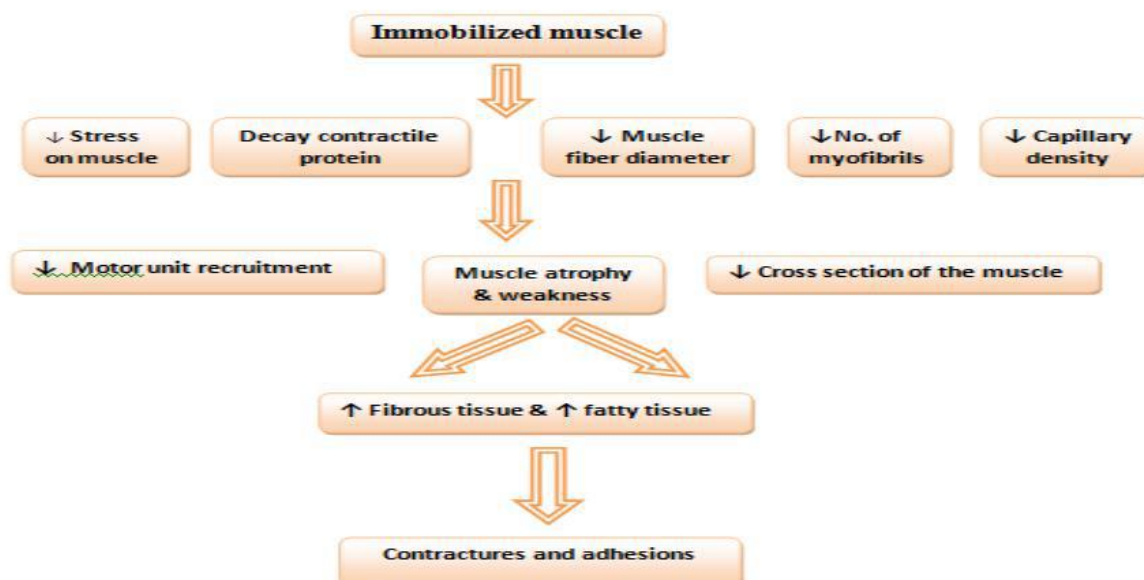 Immobilized muscle
↓ Stress
on muscle
Decay contractile
protein
↓ Muscle
fiber diameter
↓No. of
myofibrils
↓ Capillary
density
↓ Motor unit recruitment
Muscle atrophy
& weakness
↓ Cross section of the muscle
↑ Fibrous tissue & ↑ fatty tissue
Contractures and adhesions